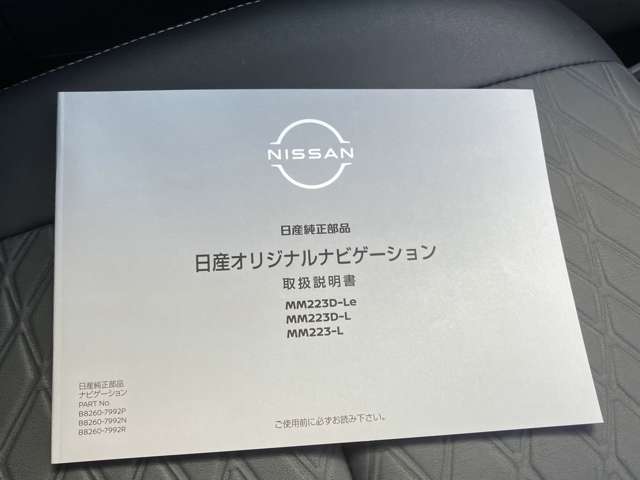 NISSAN
日産純正部品
日産オリジナルナビゲーション
取扱説明書
MM223D-Le
MM223D-L
MM223-L
日産純正部品
ナビゲーション
PART No.
B8260-7992P
B8260-7992N
B8260-7992R
ご使用前に必ずお読み下さい。